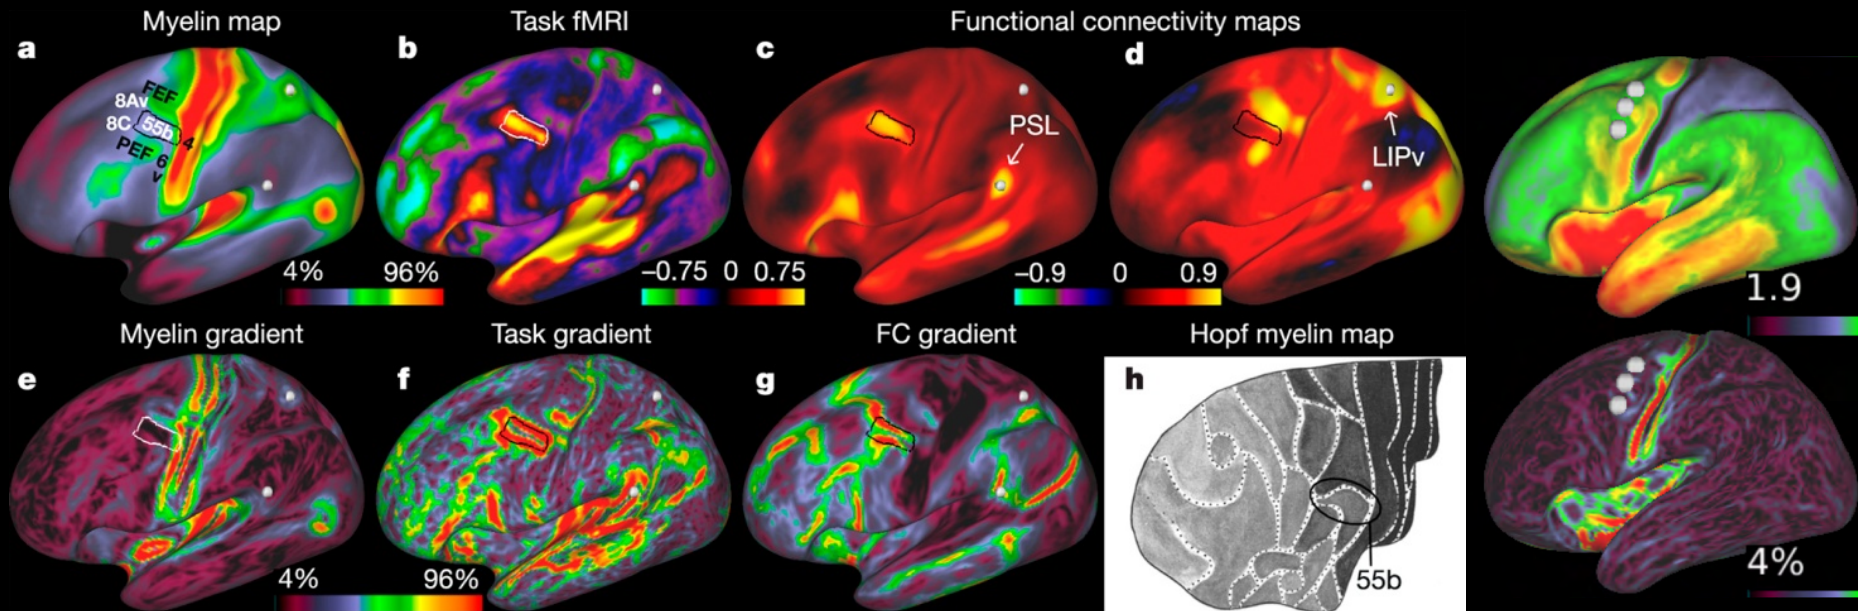 Myelin map
Task fMRI
Functional connectivity maps
a
b
c
d
FEF
8Av
8C
55b
4
PEF 6
v
PSL
LIPv
4%
96%
−0.75 0 0.75
−0.9 0 0.9
1.9
Myelin gradient
Task gradient
FC gradient
Hopf myelin map
e
f
g
h
55b
4%
96%
4%